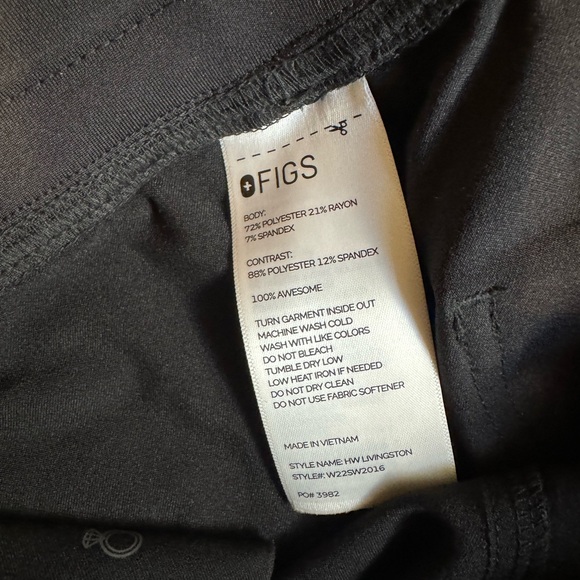 FIGS
BODY:
72% POLYESTER 21% RAYON
7% SPANDEX
CONTRAST:
88% POLYESTER 12% SPANDEX
100% AWESOME
TURN GARMENT INSIDE OUT
MACHINE WASH COLD
WASH WITH LIKE COLORS
DO NOT BLEACH
TUMBLE DRY LOW
LOW HEAT IRON IF NEEDED
DO NOT DRY CLEAN
DO NOT USE FABRIC SOFTENER
MADE IN VIETNAM
STYLE NAME: HW LIVINGSTON
STYLE#: W22SW2016
PO# 3982